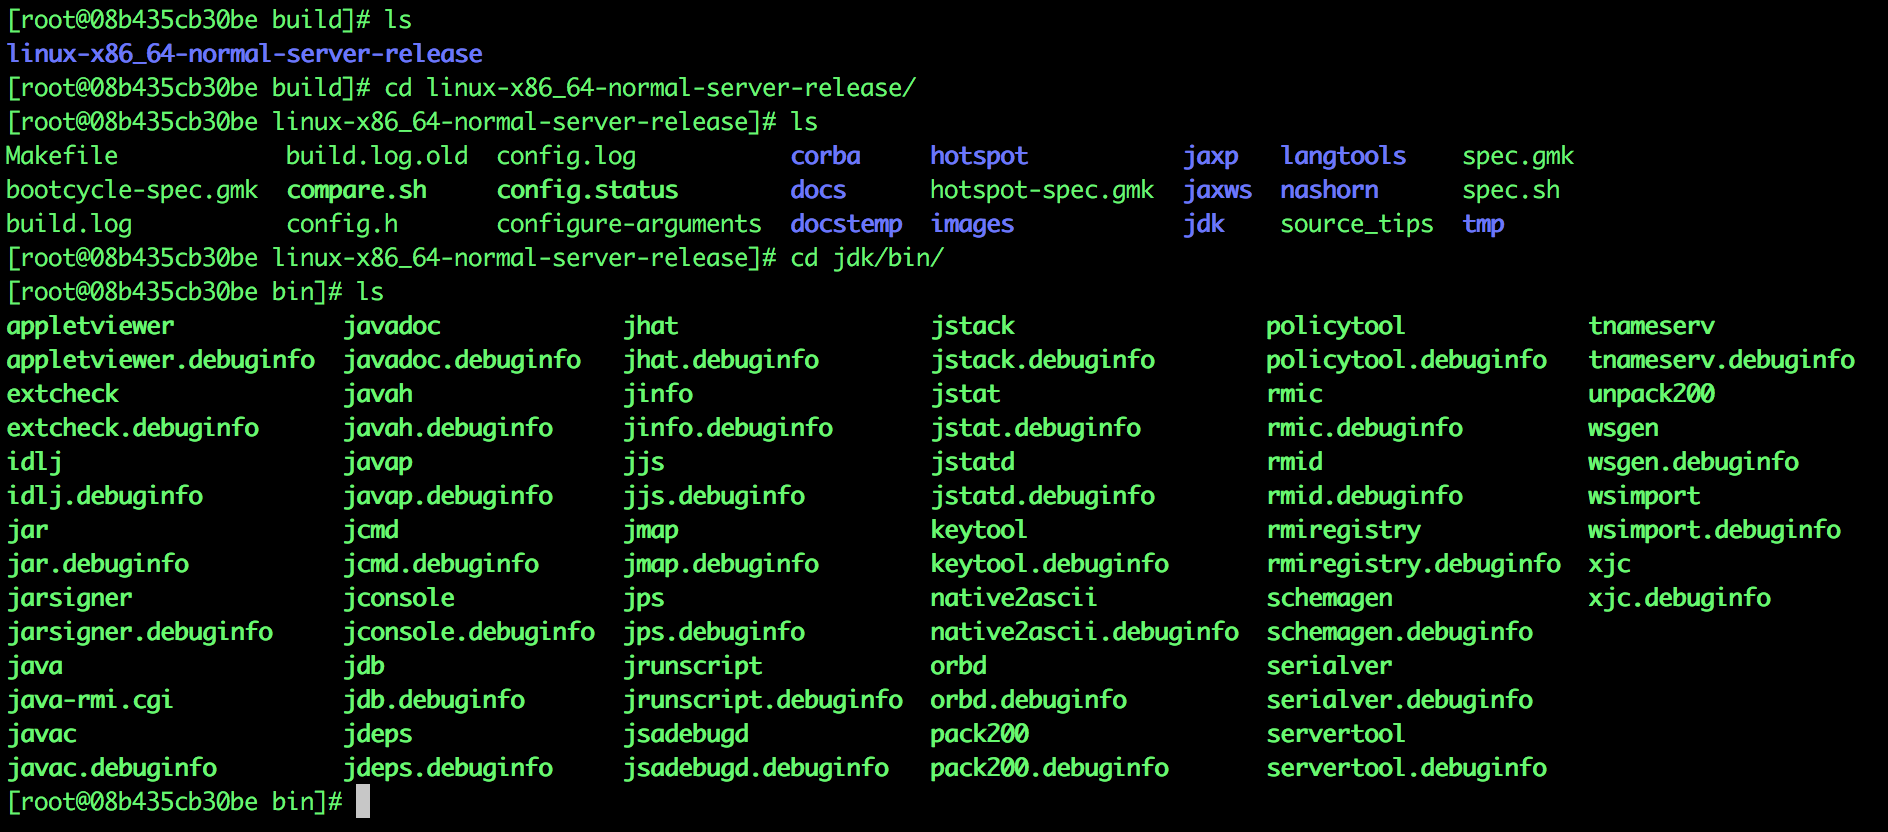 [root@08b435cb30be build]# ls
linux-x86_64-normal-server-release
[root@08b435cb30be build]# cd linux-x86_64-normal-server-release/
[root@08b435cb30be linux-x86_64-normal-server-release]# ls
Makefile            build.log.old  config.log           corba     hotspot           jaxp   langtools    spec.gmk
bootcycle-spec.gmk  compare.sh     config.status        docs      hotspot-spec.gmk  jaxws  nashorn      spec.sh
build.log           config.h       configure-arguments  docstemp  images            jdk    source_tips  tmp
[root@08b435cb30be linux-x86_64-normal-server-release]# cd jdk/bin/
[root@08b435cb30be bin]# ls
appletviewer            javadoc             jhat                  jstack                  policytool             tnameserv
appletviewer.debuginfo  javadoc.debuginfo   jhat.debuginfo        jstack.debuginfo        policytool.debuginfo   tnameserv.debuginfo
extcheck                javah               jinfo                 jstat                   rmic                   unpack200
extcheck.debuginfo      javah.debuginfo     jinfo.debuginfo       jstat.debuginfo         rmic.debuginfo         wsgen
idlj                    javap               jjs                   jstatd                  rmid                   wsgen.debuginfo
idlj.debuginfo          javap.debuginfo     jjs.debuginfo         jstatd.debuginfo        rmid.debuginfo         wsimport
jar                     jcmd                jmap                  keytool                 rmiregistry            wsimport.debuginfo
jar.debuginfo           jcmd.debuginfo      jmap.debuginfo        keytool.debuginfo       rmiregistry.debuginfo  xjc
jarsigner               jconsole            jps                   native2ascii            schemagen              xjc.debuginfo
jarsigner.debuginfo     jconsole.debuginfo  jps.debuginfo         native2ascii.debuginfo  schemagen.debuginfo
java                    jdb                 jrunscript            orbd                    serialver
java-rmi.cgi            jdb.debuginfo       jrunscript.debuginfo  orbd.debuginfo          serialver.debuginfo
javac                   jdeps               jsadebugd             pack200                 servertool
javac.debuginfo         jdeps.debuginfo     jsadebugd.debuginfo   pack200.debuginfo       servertool.debuginfo
[root@08b435cb30be bin]#